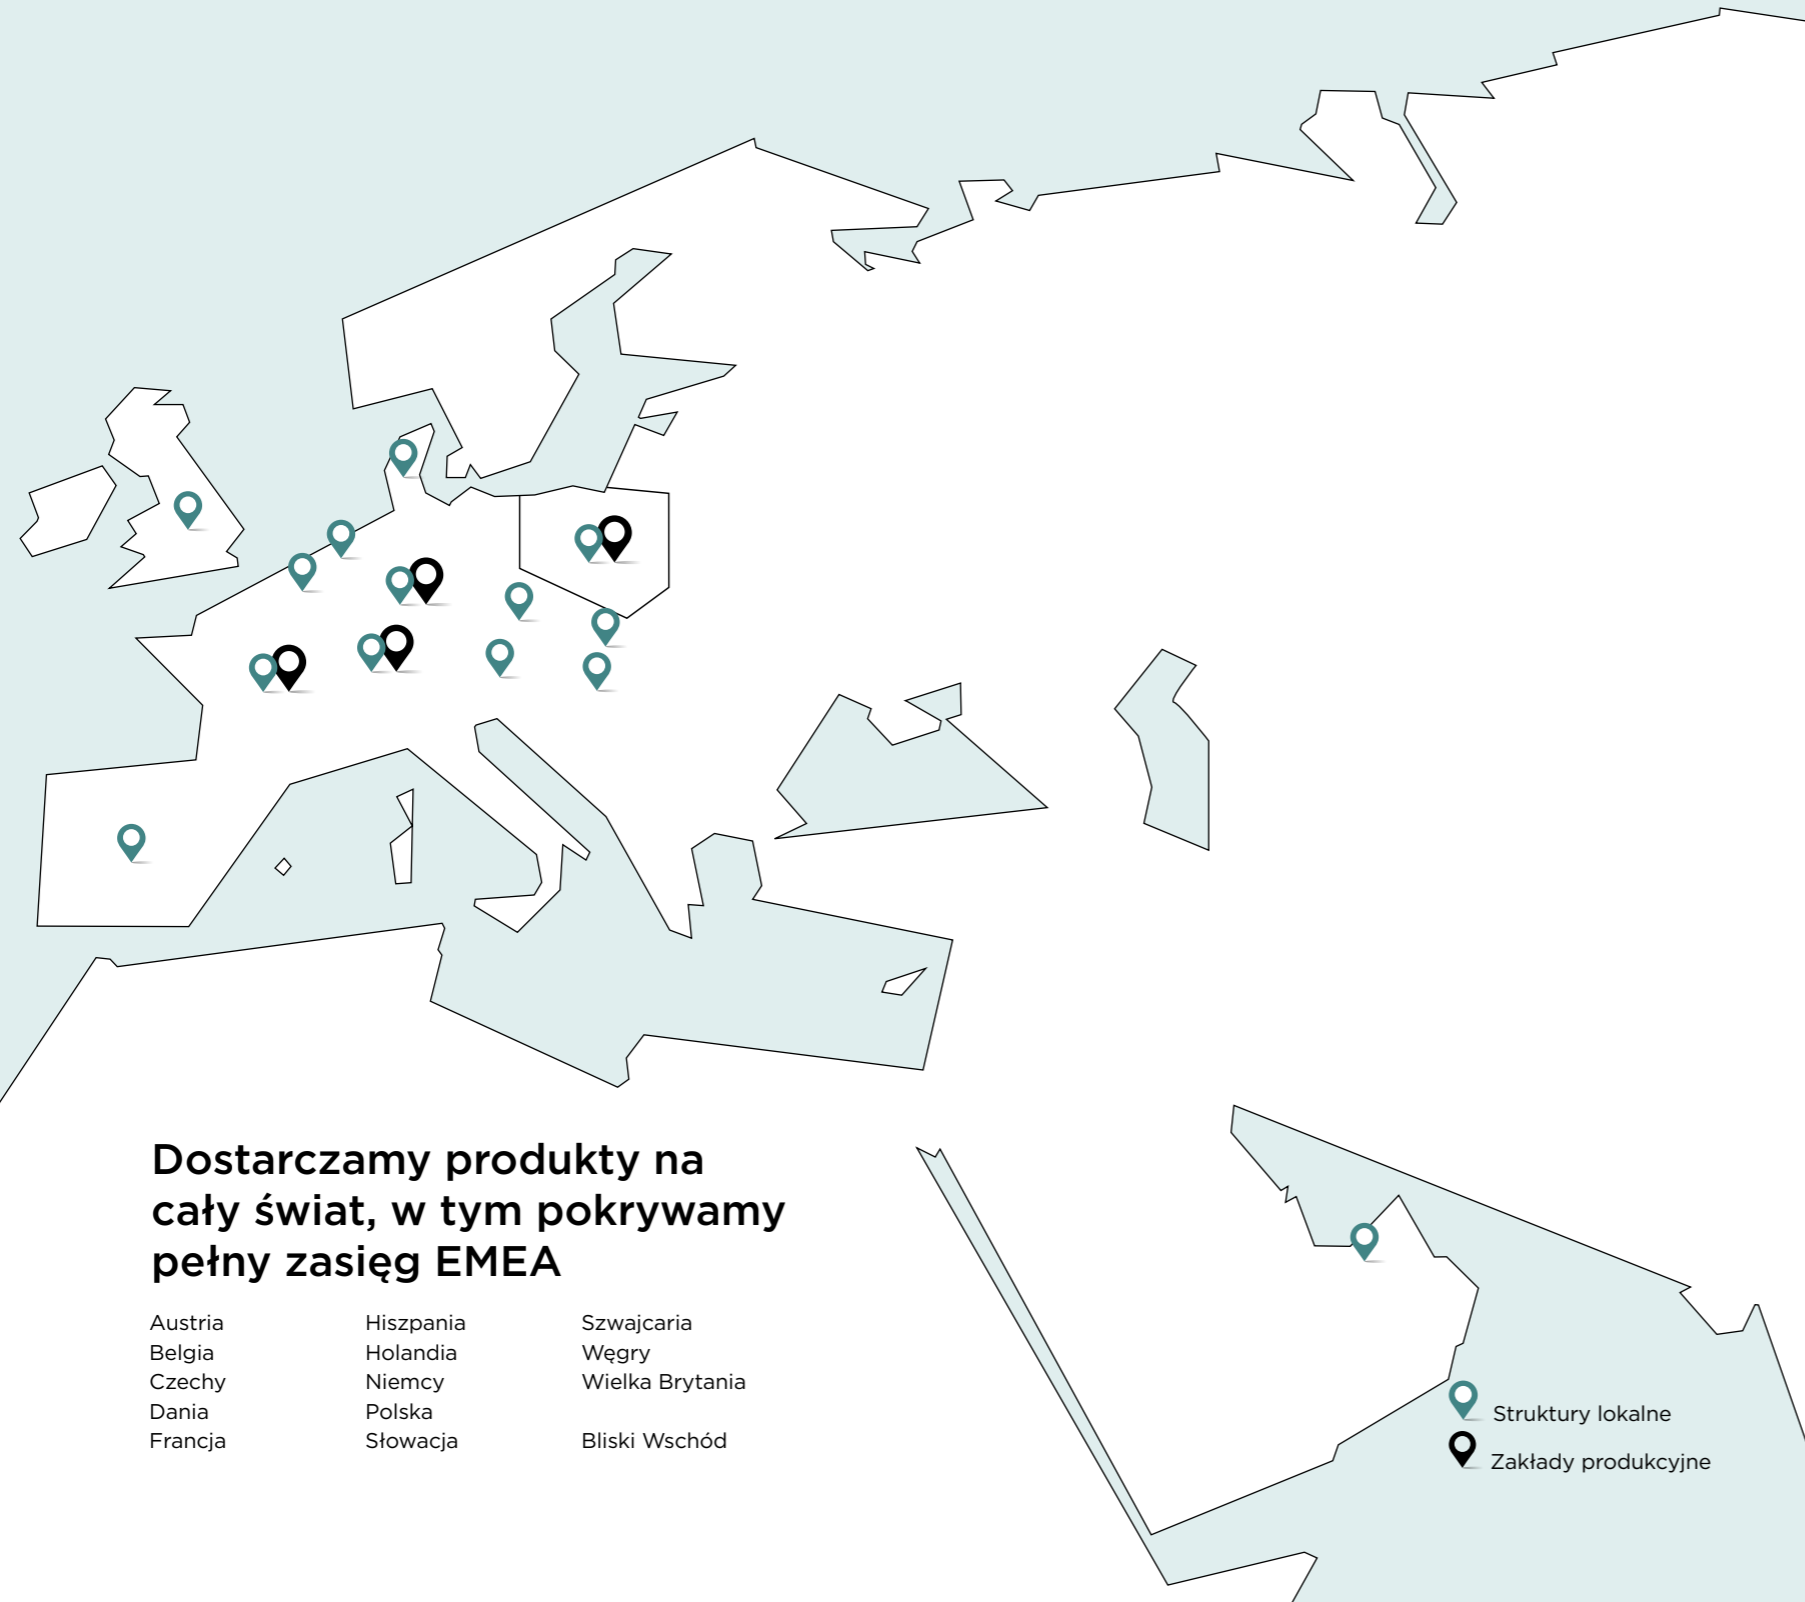 Dostarczamy produkty na
cały świat, w tym pokrywamy
pełny zasięg EMEA
Austria
Belgia
Czechy
Dania
Francja
Hiszpania
Holandia
Niemcy
Polska
Słowacja
Szwajcaria
Węgry
Wielka Brytania
Bliski Wschód
Struktury lokalne
Zakłady produkcyjne